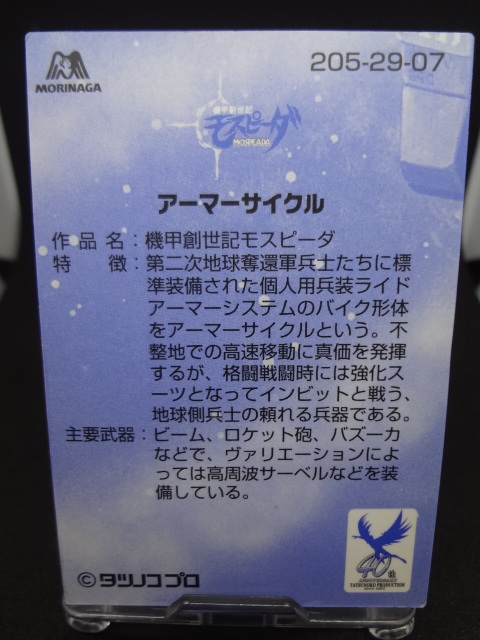 MORINAGA
205-29-07
機甲創世記
モスピーダ
MOSPEADA
アーマーサイクル
作品名：機甲創世記モスピーダ
特　徴：第二次地球奪還軍兵士たちに標
準装備された個人用兵装ライド
アーマーシステムのバイク形体
をアーマーサイクルという。不
整地での高速移動に真価を発揮
するが、格闘戦闘時には強化ス
ーツとなってインビットと戦う、
地球側兵士の頼れる兵器である。
主要武器：ビーム、ロケット砲、バズーカ
などで、ヴァリエーションによ
っては高周波サーベルなどを装
備している。
40th
ANNIVERSARY
TATSUNOKO PRODUCTION
©タツノコプロ